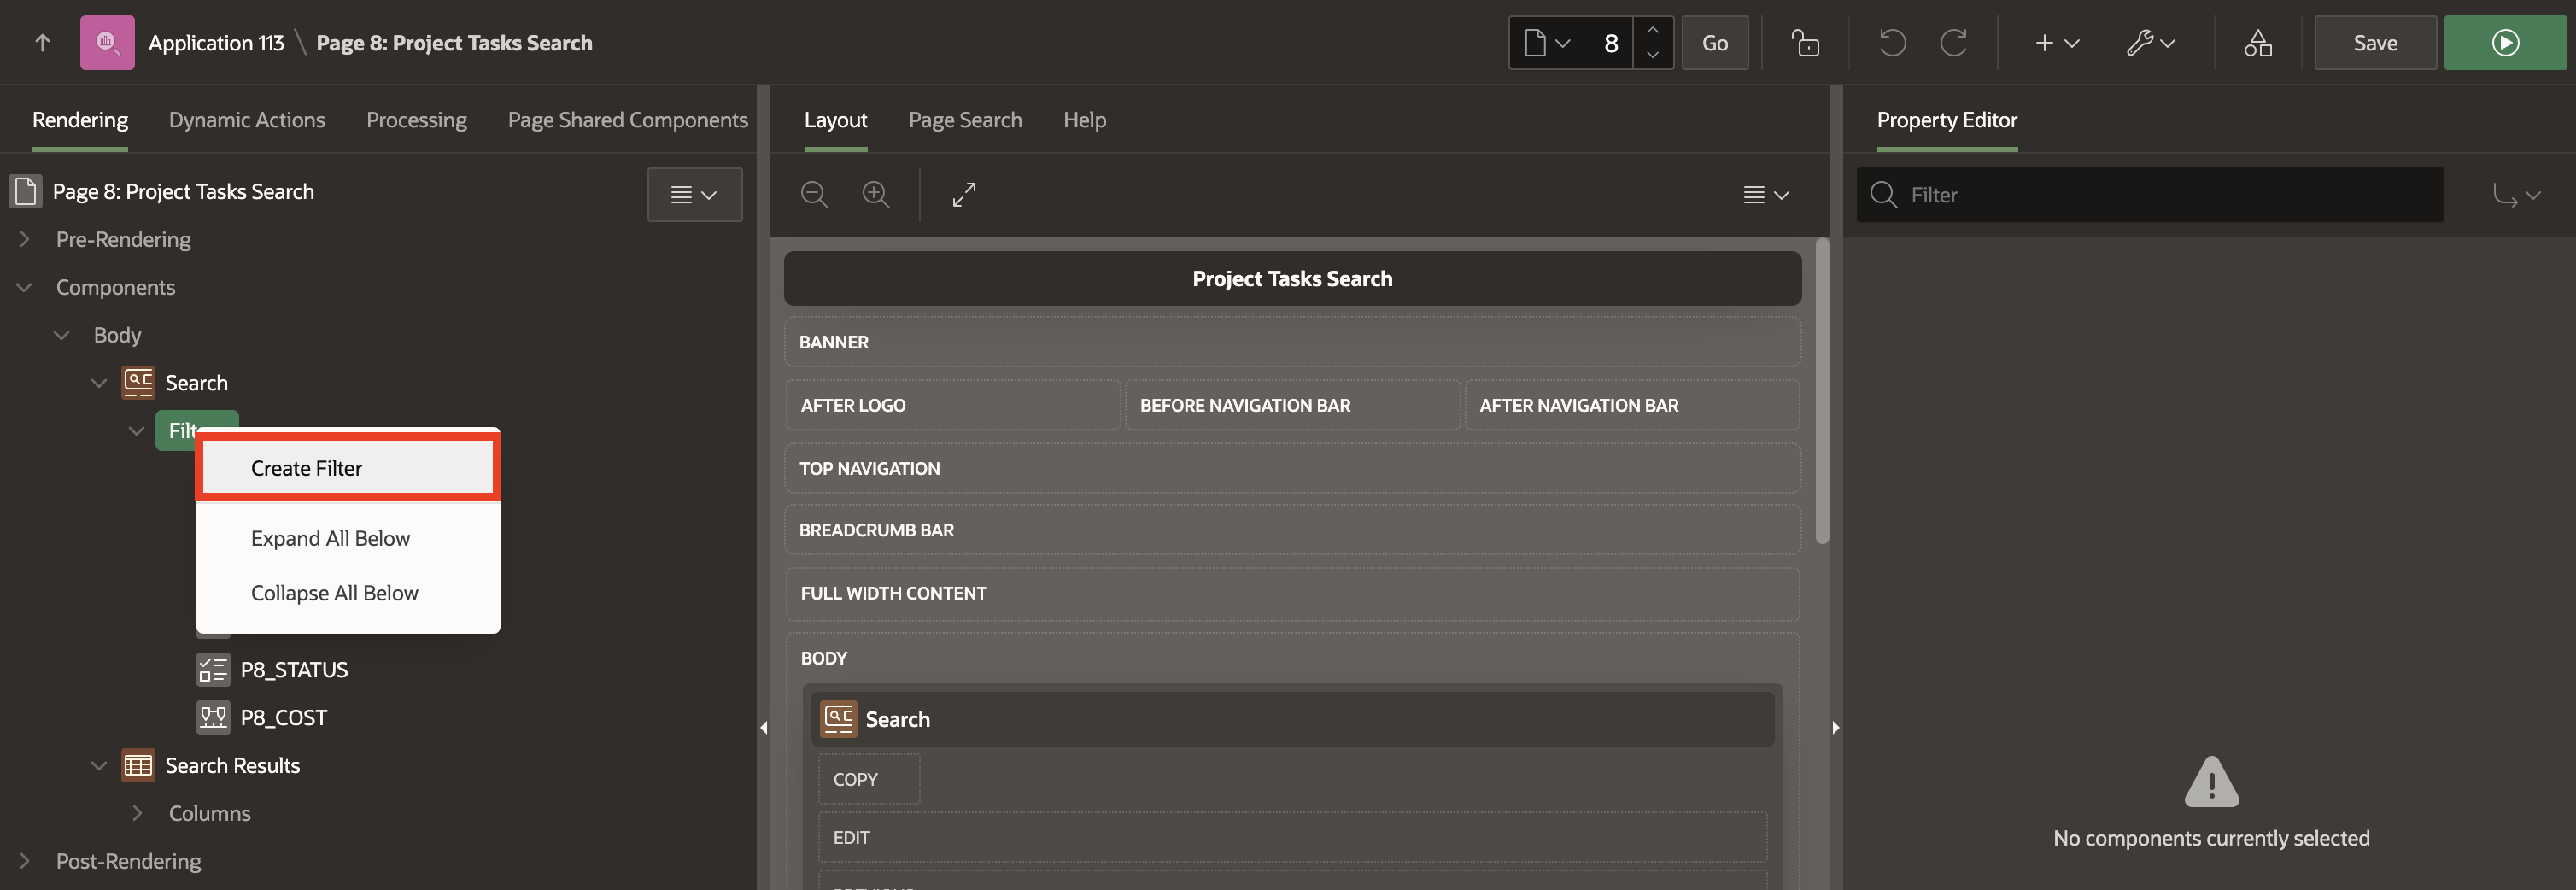 Application 113 \ Page 8: Project Tasks Search
8
Go
Save
Rendering
Dynamic Actions
Processing
Page Shared Components
Page 8: Project Tasks Search
Pre-Rendering
Components
Body
Search
Create Filter
Expand All Below
Collapse All Below
P8_STATUS
P8_COST
Search Results
Columns
Post-Rendering
Layout
Page Search
Help
Project Tasks Search
BANNER
AFTER LOGO
BEFORE NAVIGATION BAR
AFTER NAVIGATION BAR
TOP NAVIGATION
BREADCRUMB BAR
FULL WIDTH CONTENT
BODY
Search
COPY
EDIT
Property Editor
Filter
No components currently selected